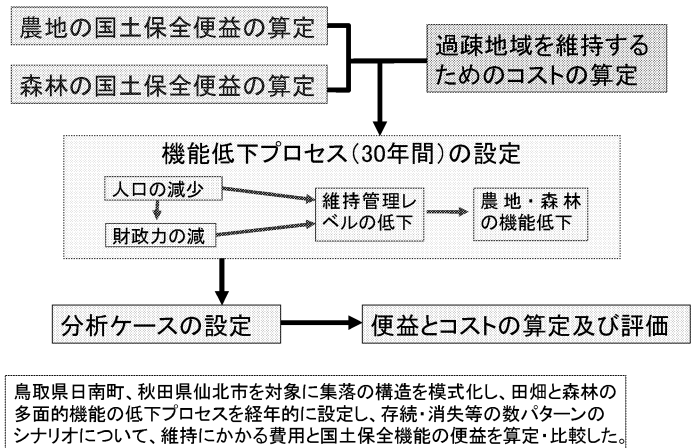 農地の国土保全便益の算定
森林の国土保全便益の算定
過疎地域を維持する
ためのコストの算定
機能低下プロセス(30年間)の設定
人口の減少
財政力の減
維持管理レ
ベルの低下
農地・森林
の機能低下
分析ケースの設定
便益とコストの算定及び評価
鳥取県日南町、秋田県仙北市を対象に集落の構造を模式化し、田畑と森林の
多面的機能の低下プロセスを経年的に設定し、存続・消失等の数パターンの
シナリオについて、維持にかかる費用と国土保全機能の便益を算定・比較した。